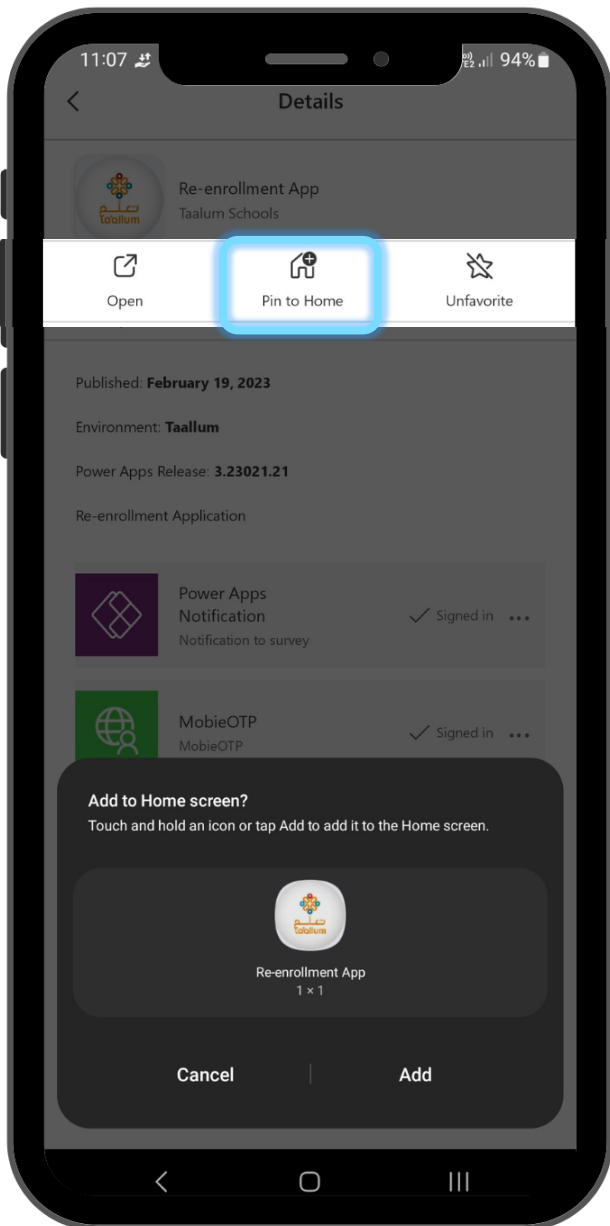 11:07
94%
Details
تعلم
Taallum
Re-enrollment App
Taalum Schools
Open
Pin to Home
Unfavorite
Published: February 19, 2023
Environment: Taallum
Power Apps Release: 3.23021.21
Re-enrollment Application
Power Apps
Notification
Notification to survey
Signed in
MobieOTP
MobieOTP
Signed in
Add to Home screen?
Touch and hold an icon or tap Add to add it to the Home screen.
تعلم
Taallum
Re-enrollment App
1 × 1
Cancel
Add